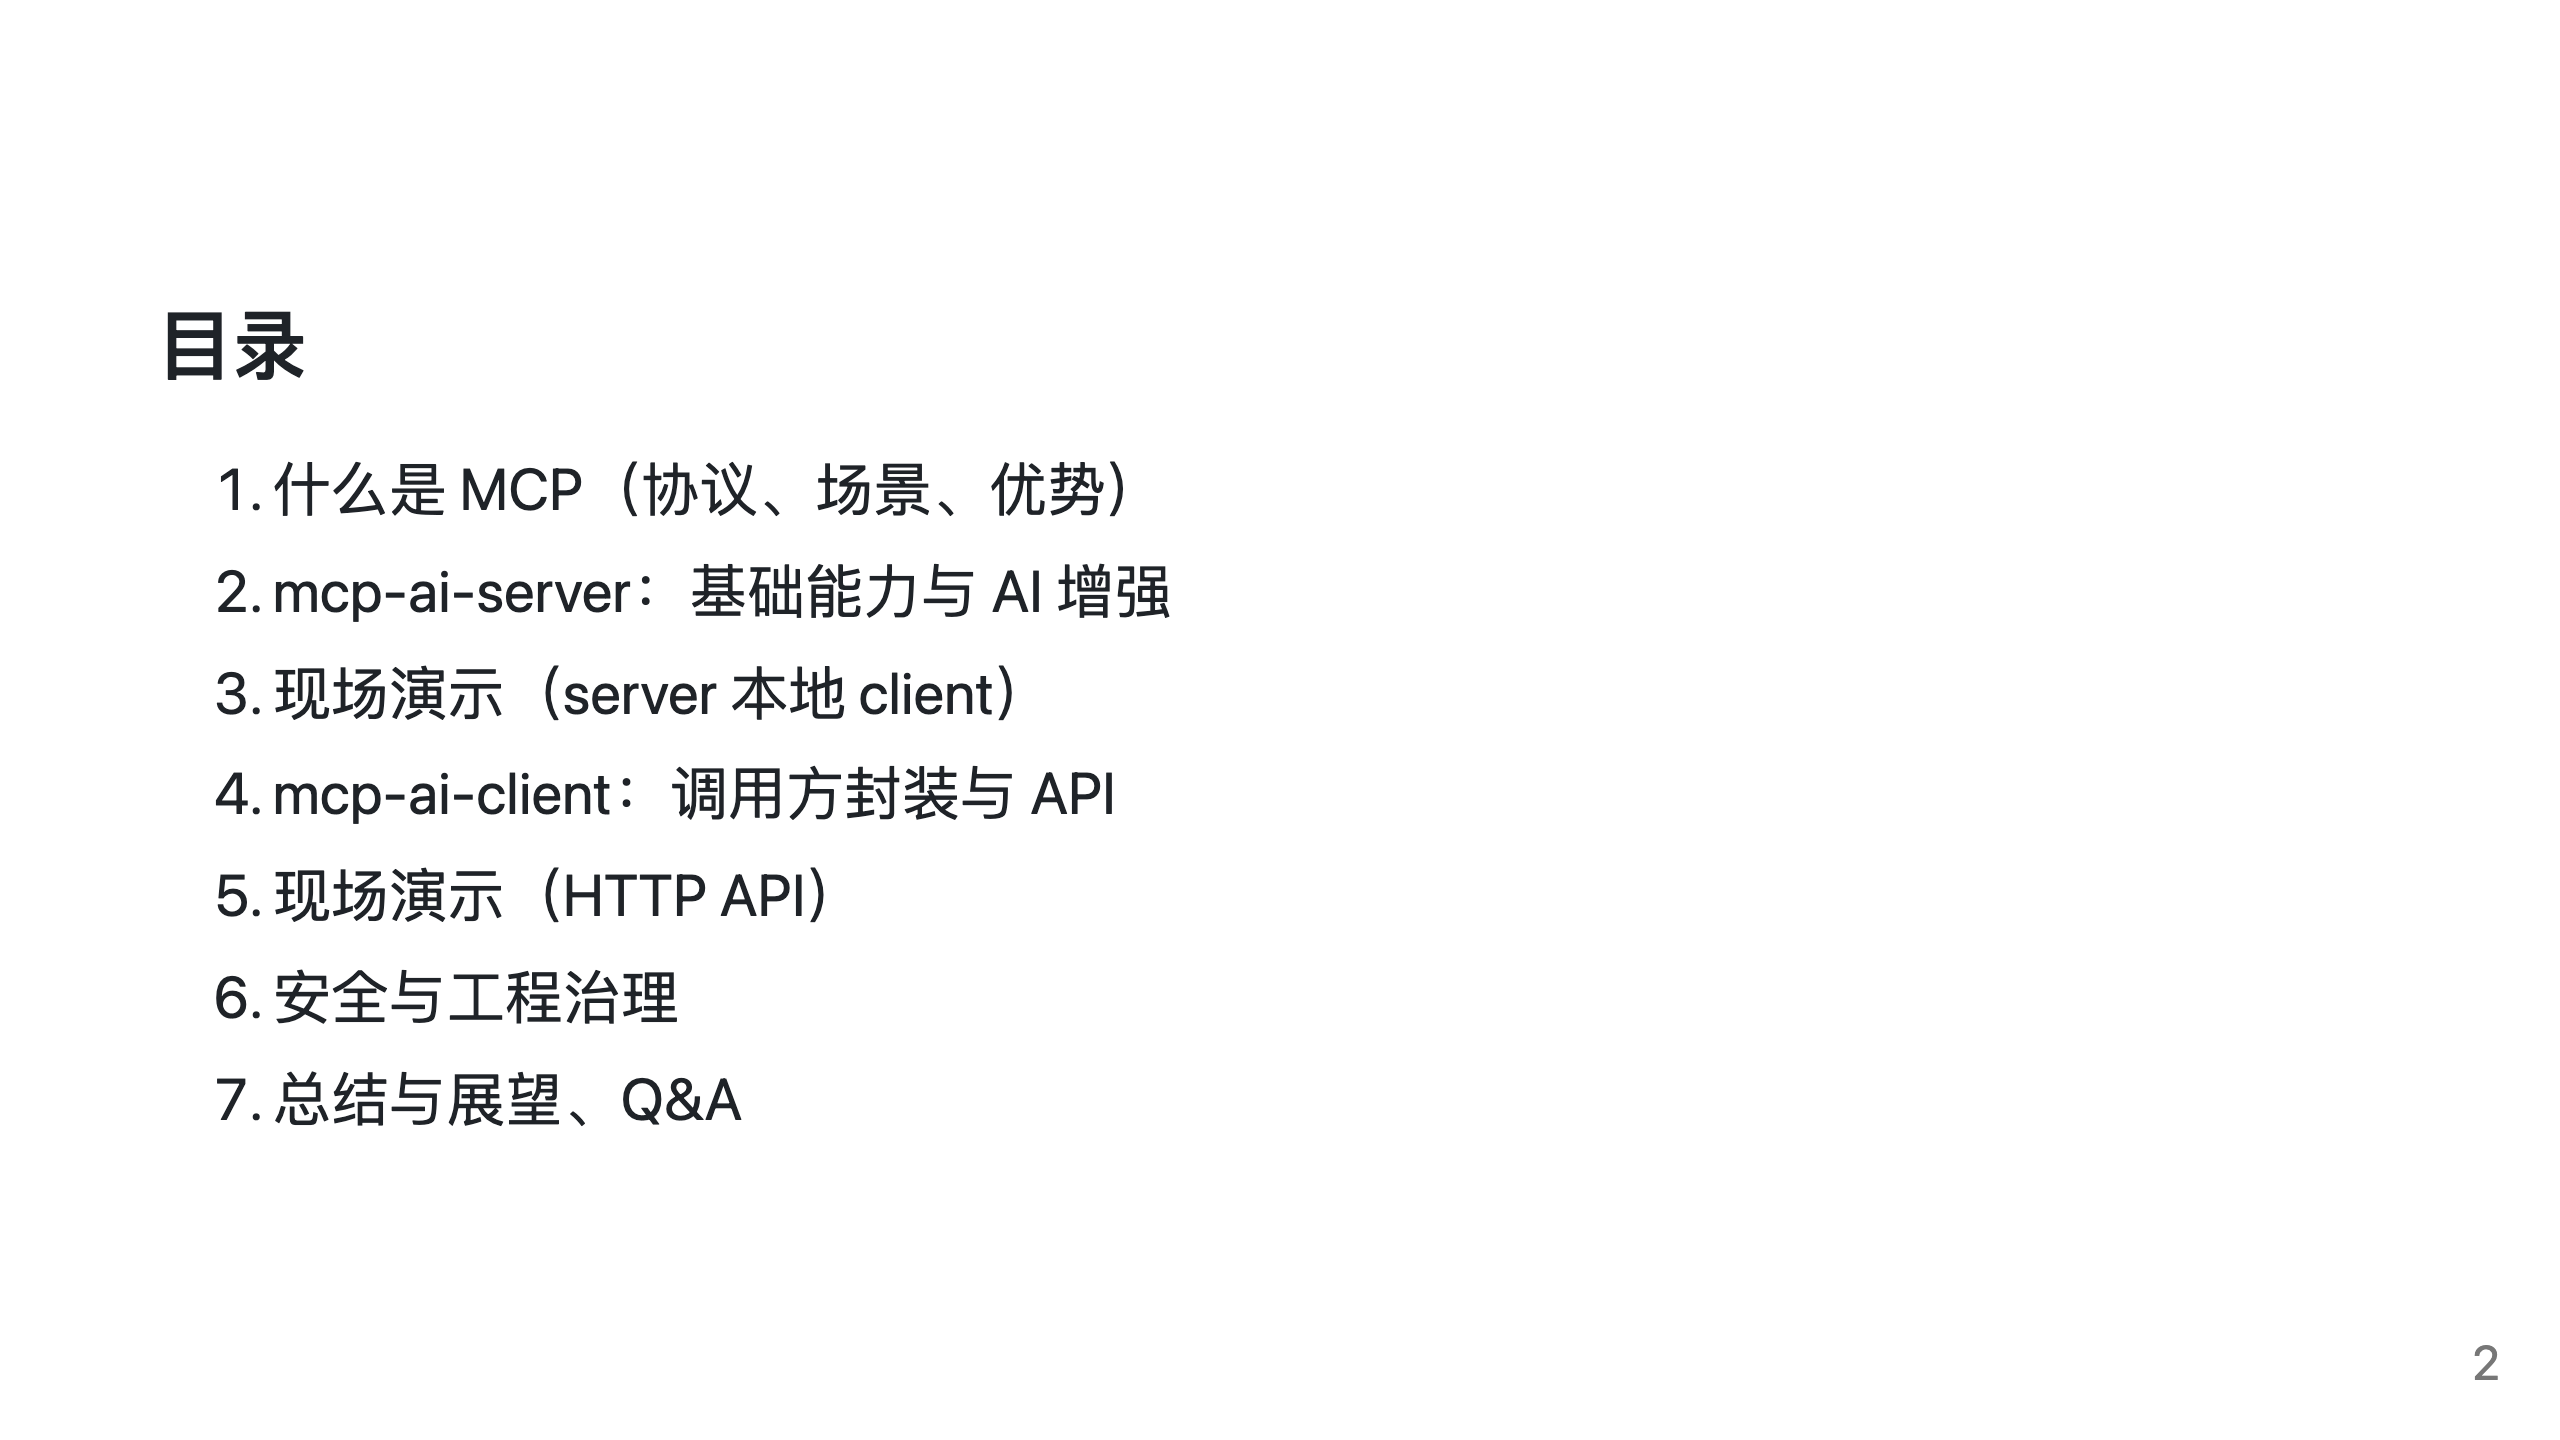 目录
1. 什么是 MCP（协议、场景、优势）
2. mcp-ai-server：基础能力与 AI 增强
3. 现场演示（server 本地 client）
4. mcp-ai-client：调用方封装与 API
5. 现场演示（HTTP API）
6. 安全与工程治理
7. 总结与展望、Q&A
2